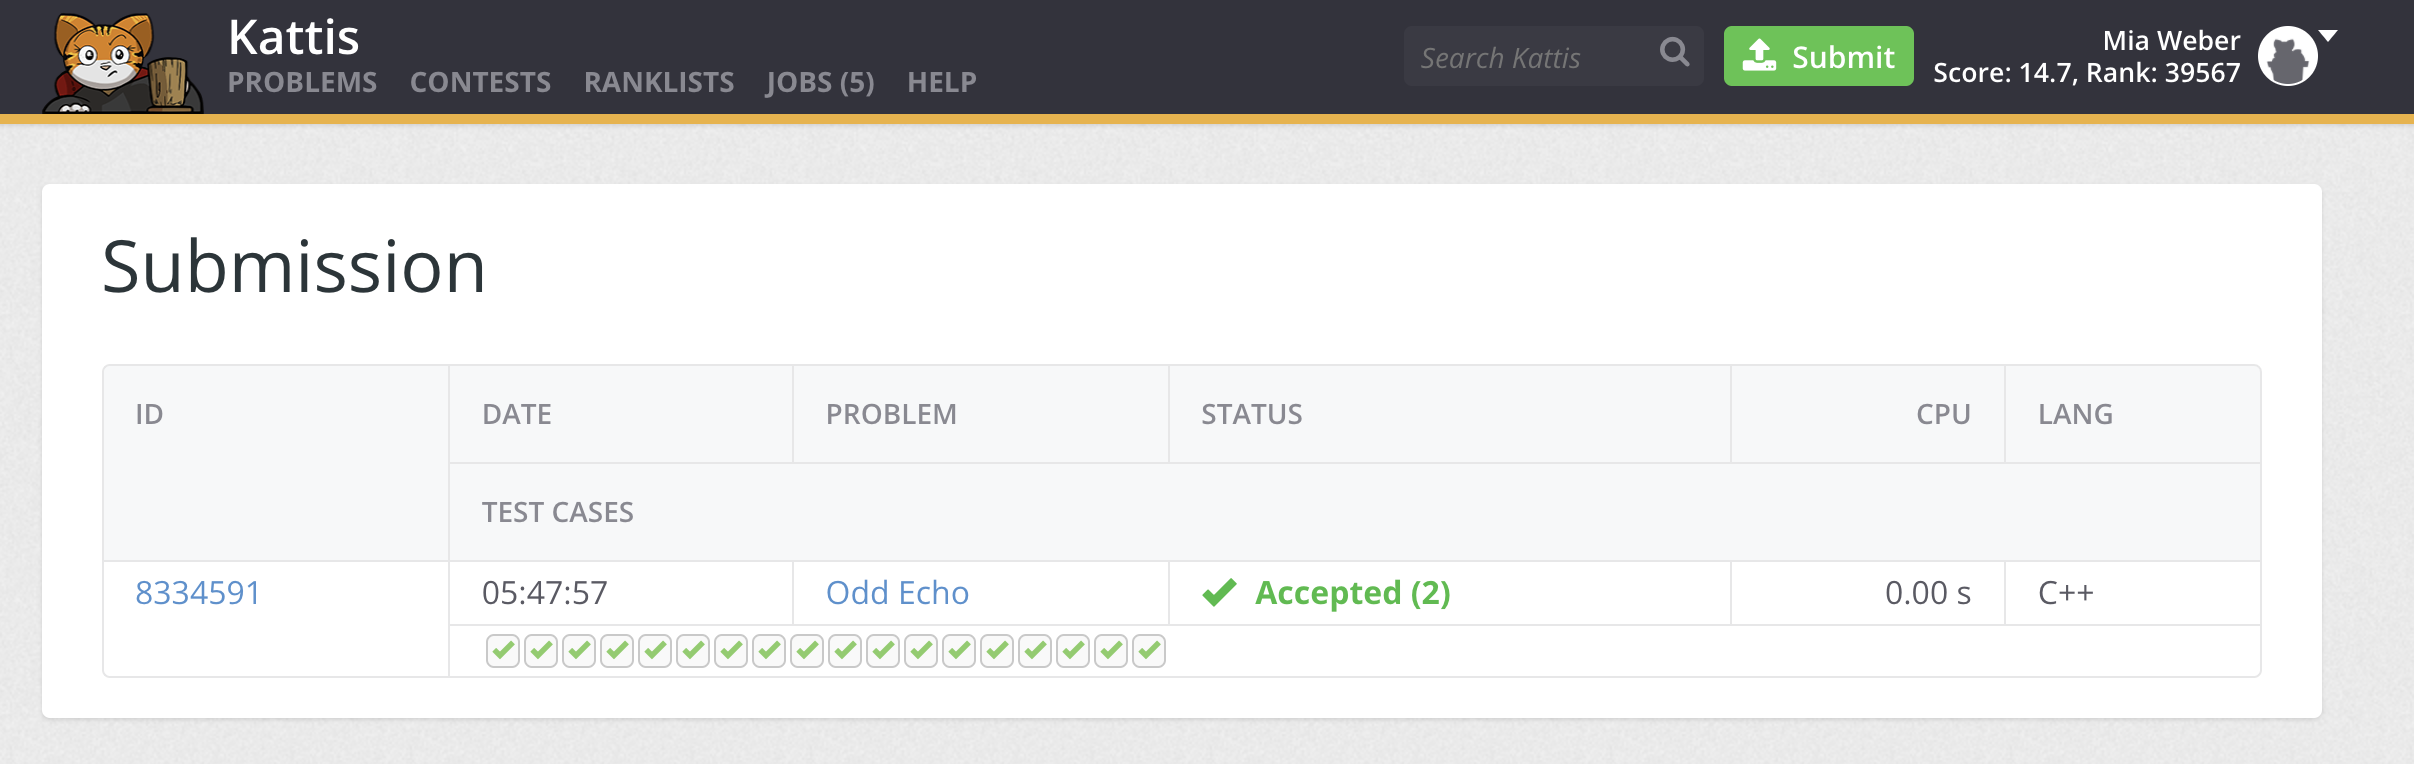 Kattis
PROBLEMS CONTESTS RANKLISTS JOBS (5) HELP
Search Kattis
Submit
Mia Weber
Score: 14.7, Rank: 39567
Submission
ID DATE PROBLEM STATUS CPU LANG
TEST CASES
8334591 05:47:57 Odd Echo Accepted (2) 0.00 s C++